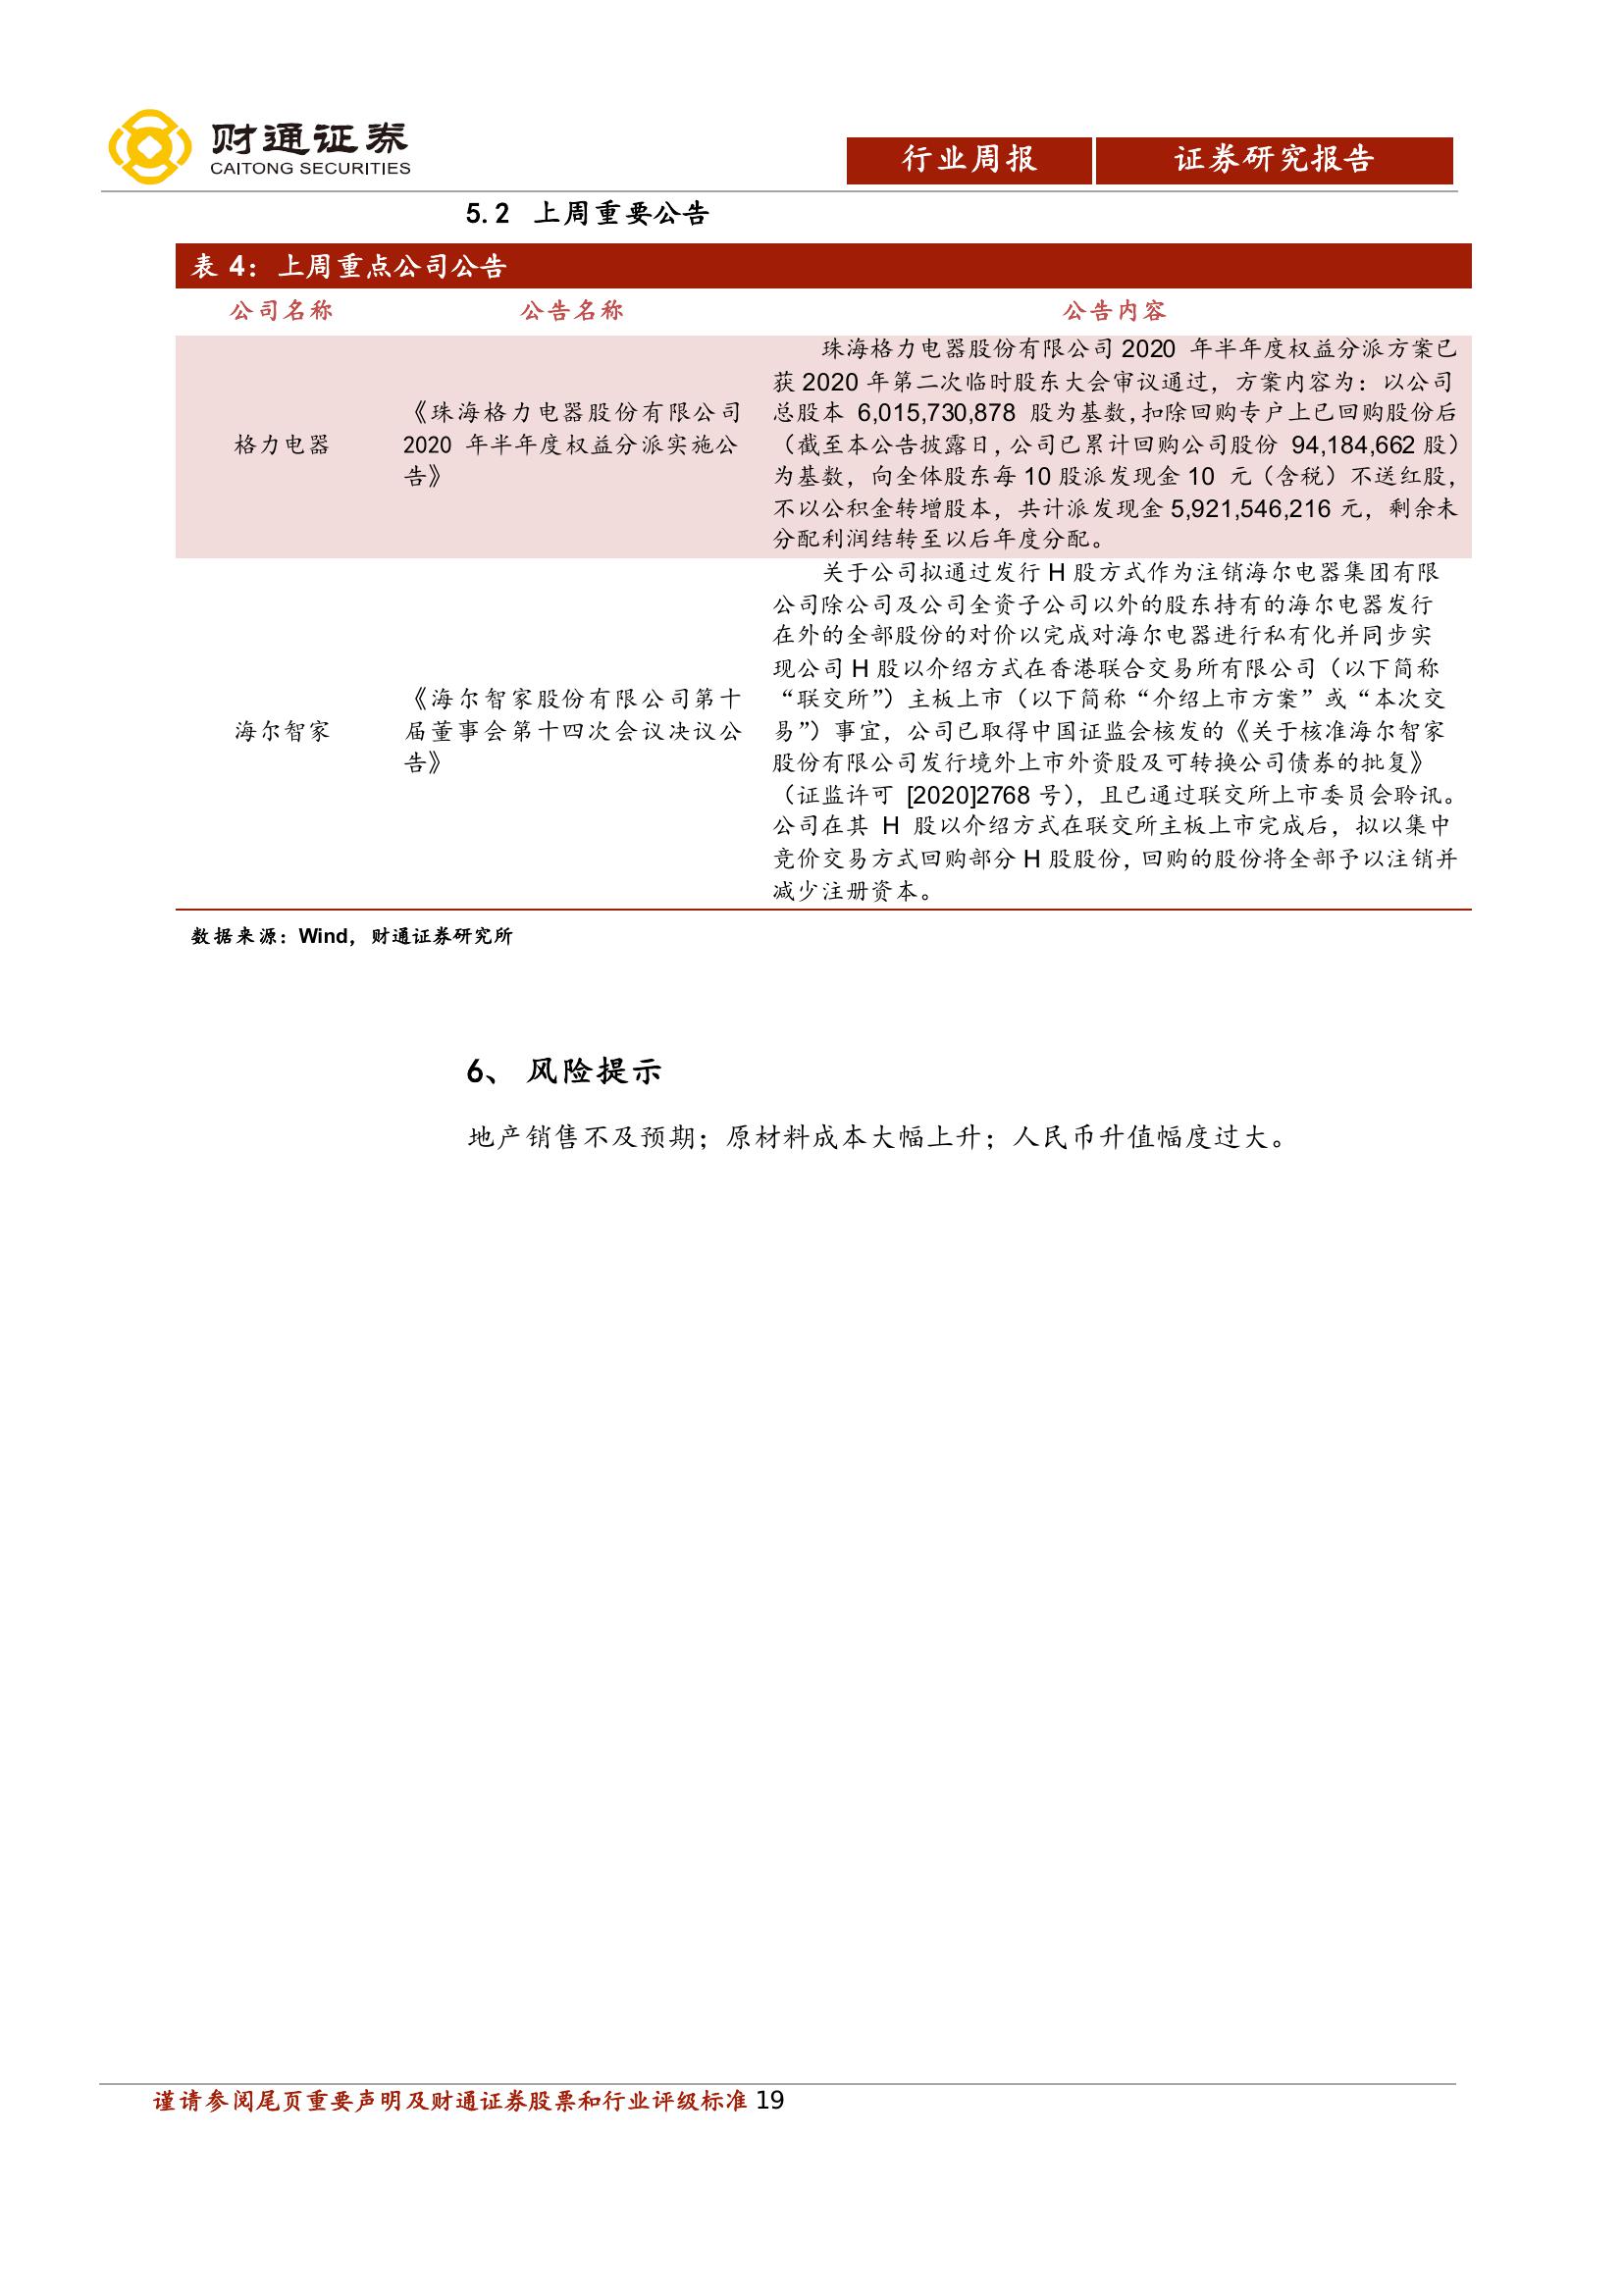 财通证券
CAITONG SECURITIES
行业周报
证券研究报告
5.2 上周重要公告
表 4：上周重点公司公告
公司名称
公告名称
公告内容
格力电器
《珠海格力电器股份有限公司
2020 年半年度权益分派实施公
告》
珠海格力电器股份有限公司 2020 年半年度权益分派方案已
获 2020 年第二次临时股东大会审议通过，方案内容为：以公司
总股本 6,015,730,878 股为基数，扣除回购专户上已回购股份后
（截至本公告披露日，公司已累计回购公司股份 94,184,662 股）
为基数，向全体股东每 10 股派发现金 10 元（含税）不送红股，
不以公积金转增股本，共计派发现金 5,921,546,216 元，剩余未
分配利润结转至以后年度分配。
海尔智家
《海尔智家股份有限公司第十
届董事会第十四次会议决议公
告》
关于公司拟通过发行 H 股方式作为注销海尔电器集团有限
公司除公司及公司全资子公司以外的股东持有的海尔电器发行
在外的全部股份的对价以完成对海尔电器进行私有化并同步实
现公司 H 股以介绍方式在香港联合交易所有限公司（以下简称
“联交所”）主板上市（以下简称“介绍上市方案”或“本次交
易”）事宜，公司已取得中国证监会核发的《关于核准海尔智家
股份有限公司发行境外上市外资股及可转换公司债券的批复》
（证监许可 [2020]2768 号），且已通过联交所上市委员会聆讯。
公司在其 H 股以介绍方式在联交所主板上市完成后，拟以集中
竞价交易方式回购部分 H 股股份，回购的股份将全部予以注销并
减少注册资本。
数据来源：Wind，财通证券研究所
6、 风险提示
地产销售不及预期；原材料成本大幅上升；人民币升值幅度过大。
谨请参阅尾页重要声明及财通证券股票和行业评级标准 19